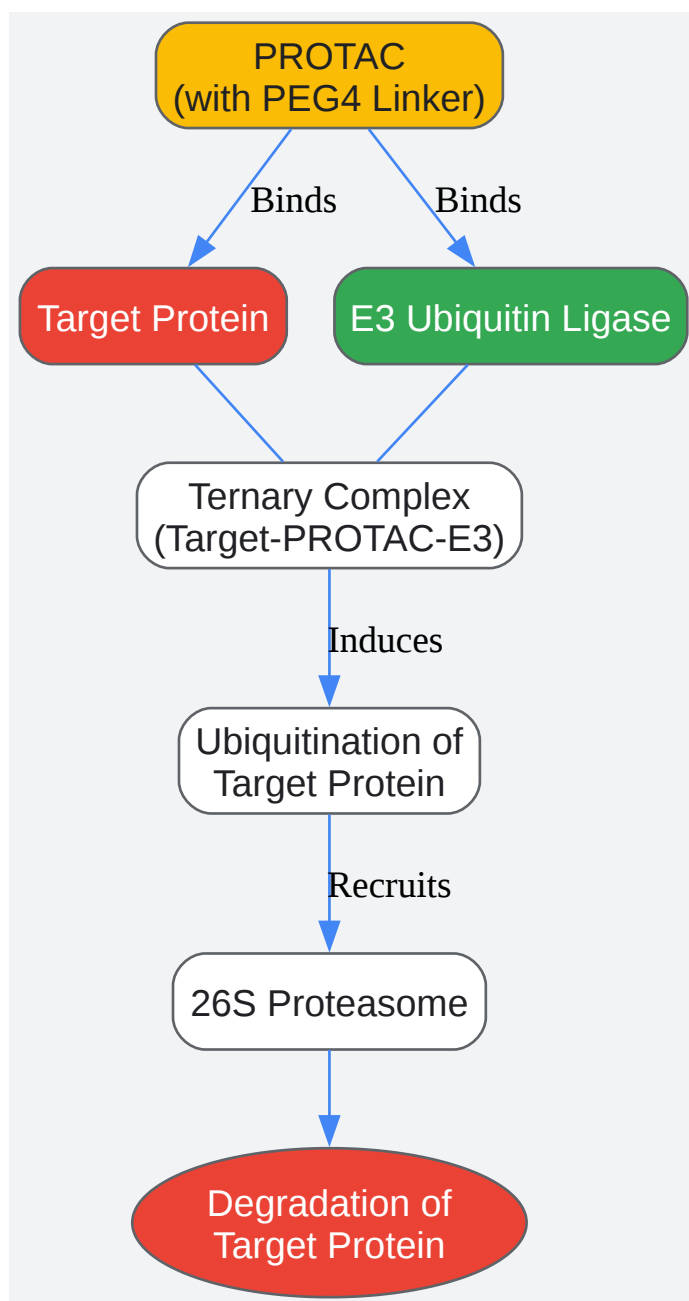 PROTAC
(with PEG4 Linker)
Binds
Binds
Target Protein
E3 Ubiquitin Ligase
Ternary Complex
(Target-PROTAC-E3)
Induces
Ubiquitination of
Target Protein
Recruits
26S Proteasome
Degradation of
Target Protein